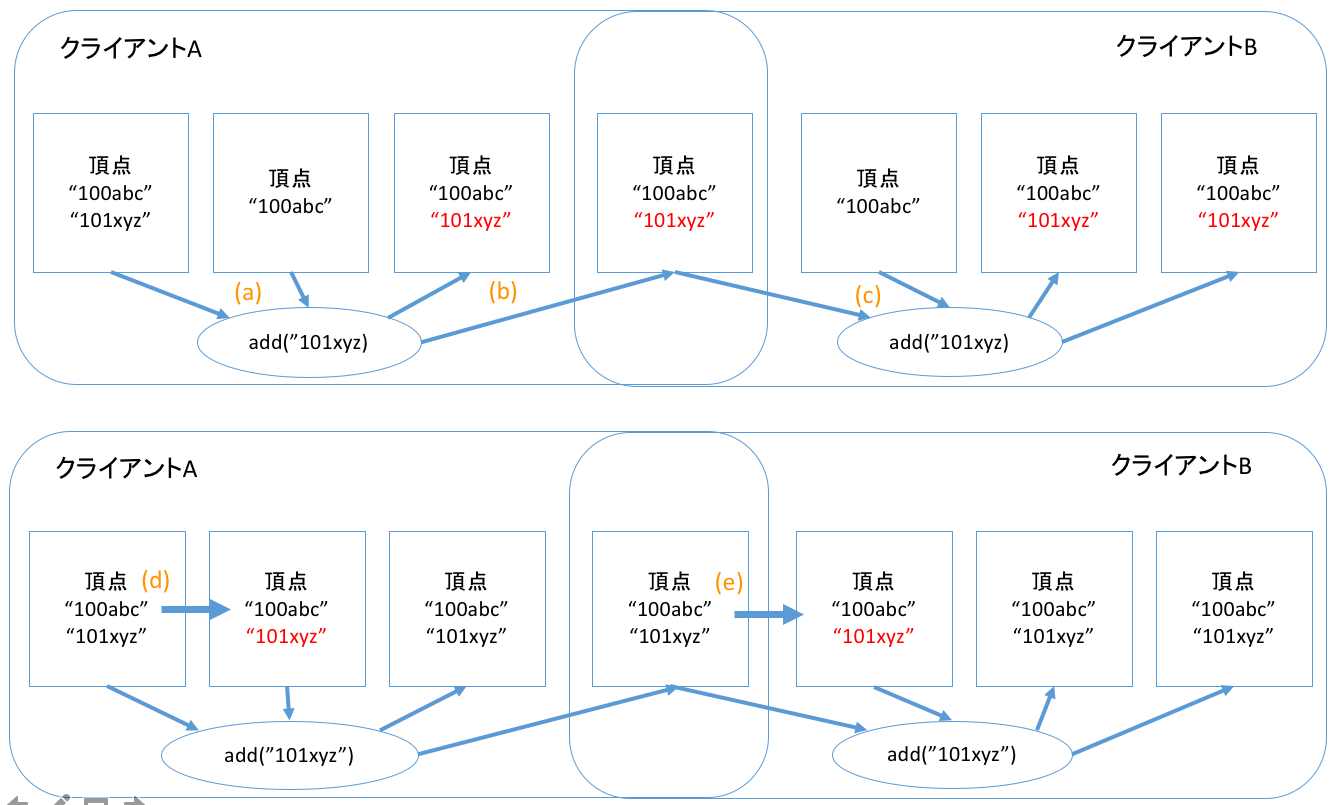 クライアントA
クライアントB
頂点
“100abc”
“101xyz”
頂点
“100abc”
頂点
“100abc”
“101xyz”
頂点
“100abc”
“101xyz”
頂点
“100abc”
頂点
“100abc”
“101xyz”
頂点
“100abc”
“101xyz”
(a)
(b)
(c)
add(”101xyz)
add(”101xyz)
クライアントA
クライアントB
頂点
“100abc”
“101xyz”
(d)
頂点
“100abc”
“101xyz”
頂点
“100abc”
“101xyz”
頂点
“100abc”
“101xyz”
(e)
頂点
“100abc”
“101xyz”
頂点
“100abc”
“101xyz”
頂点
“100abc”
“101xyz”
add(”101xyz”)
add(”101xyz”)